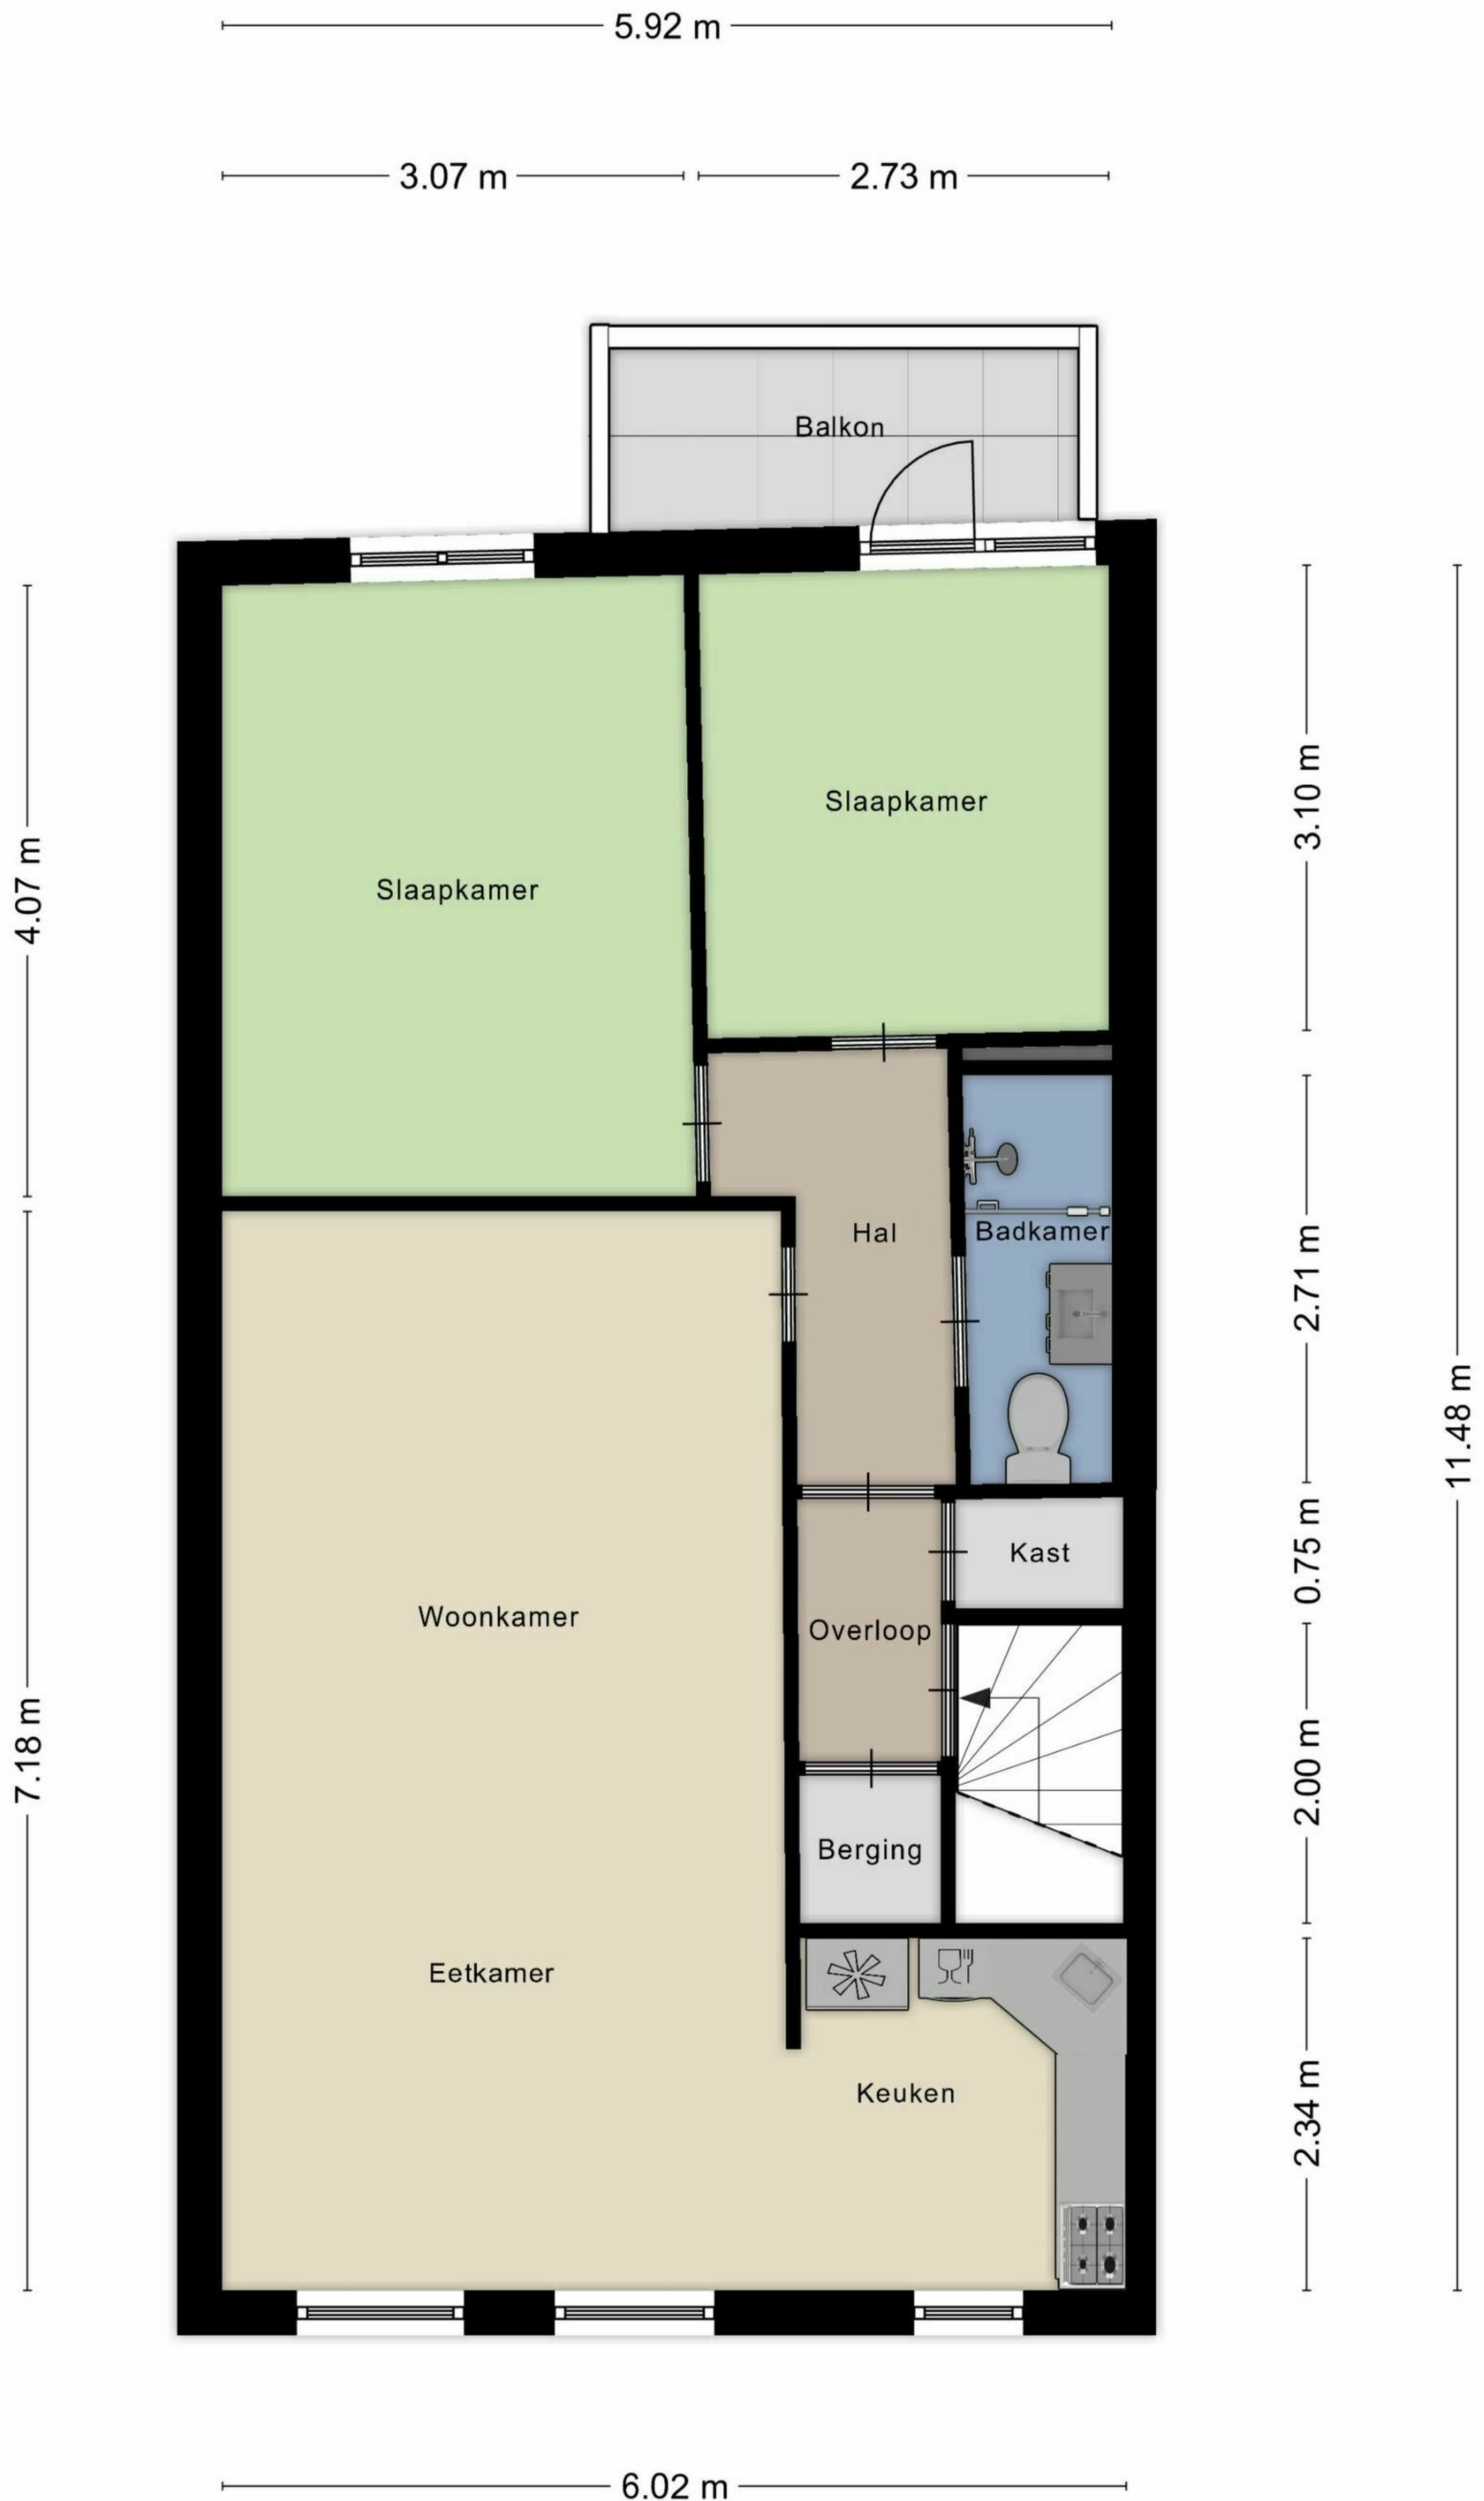 5.92 m
3.07 m
2.73 m
Balkon
Slaapkamer
3.10 m
Slaapkamer
4.07 m
Hal
Badkamer
2.71 m
11.48 m
Kast
0.75 m
Woonkamer
Overloop
7.18 m
2.00 m
Berging
Eetkamer
Keuken
2.34 m
6.02 m